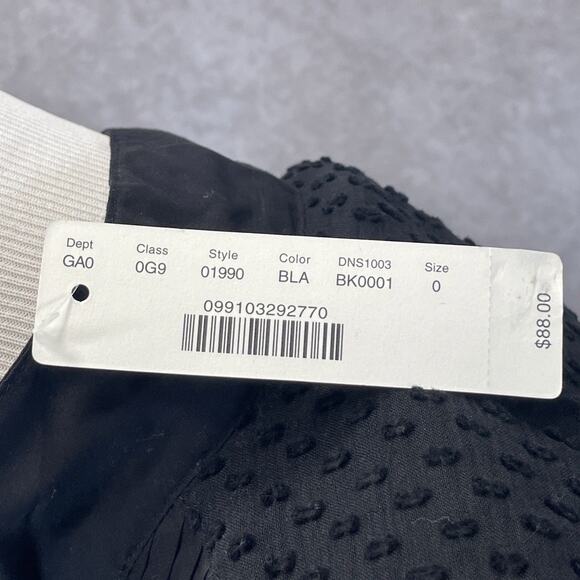 Dept Class Style Color DNS1003 Size
GA0 0G9 01990 BLA BK0001 0
099103292770
$88.00